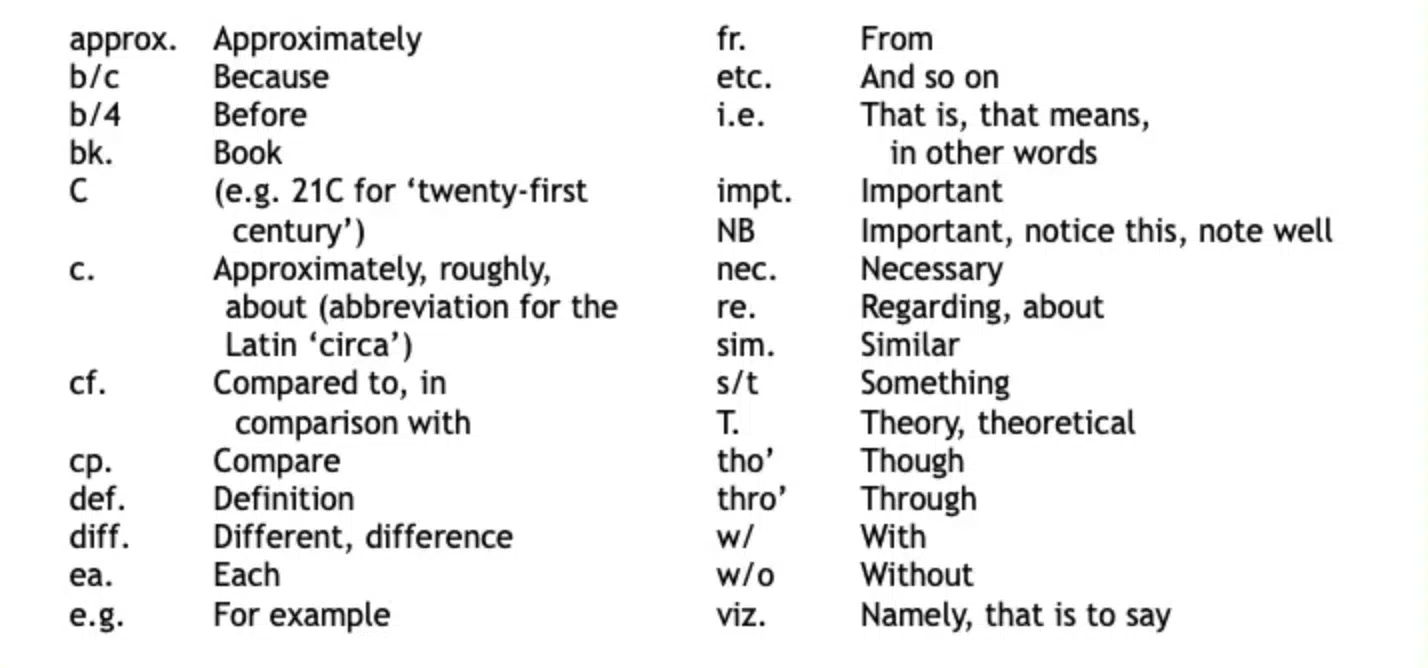 approx. Approximately
b/c Because
b/4 Before
bk. Book
C (e.g. 21C for ‘twenty-first
century’)
c. Approximately, roughly,
about (abbreviation for the
Latin ‘circa’)
cf. Compared to, in
comparison with
cp. Compare
def. Definition
diff. Different, difference
ea. Each
e.g. For example
fr. From
etc. And so on
i.e. That is, that means,
in other words
impt. Important
NB Important, notice this, note well
nec. Necessary
re. Regarding, about
sim. Similar
s/t Something
T. Theory, theoretical
tho’ Though
thro’ Through
w/ With
w/o Without
viz. Namely, that is to say